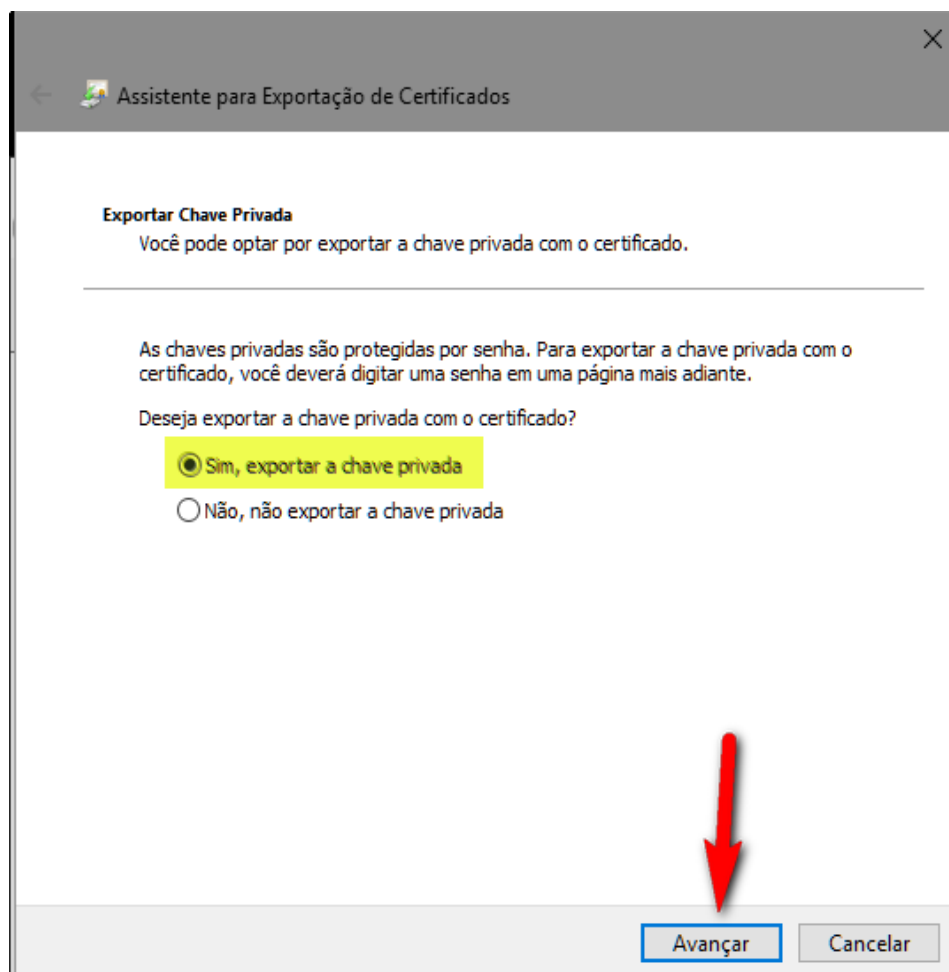 Assistente para Exportação de Certificados
Exportar Chave Privada
Você pode optar por exportar a chave privada com o certificado.
As chaves privadas são protegidas por senha. Para exportar a chave privada com o
certificado, você deverá digitar uma senha em uma página mais adiante.
Deseja exportar a chave privada com o certificado?
Sim, exportar a chave privada
Não, não exportar a chave privada
Avançar
Cancelar